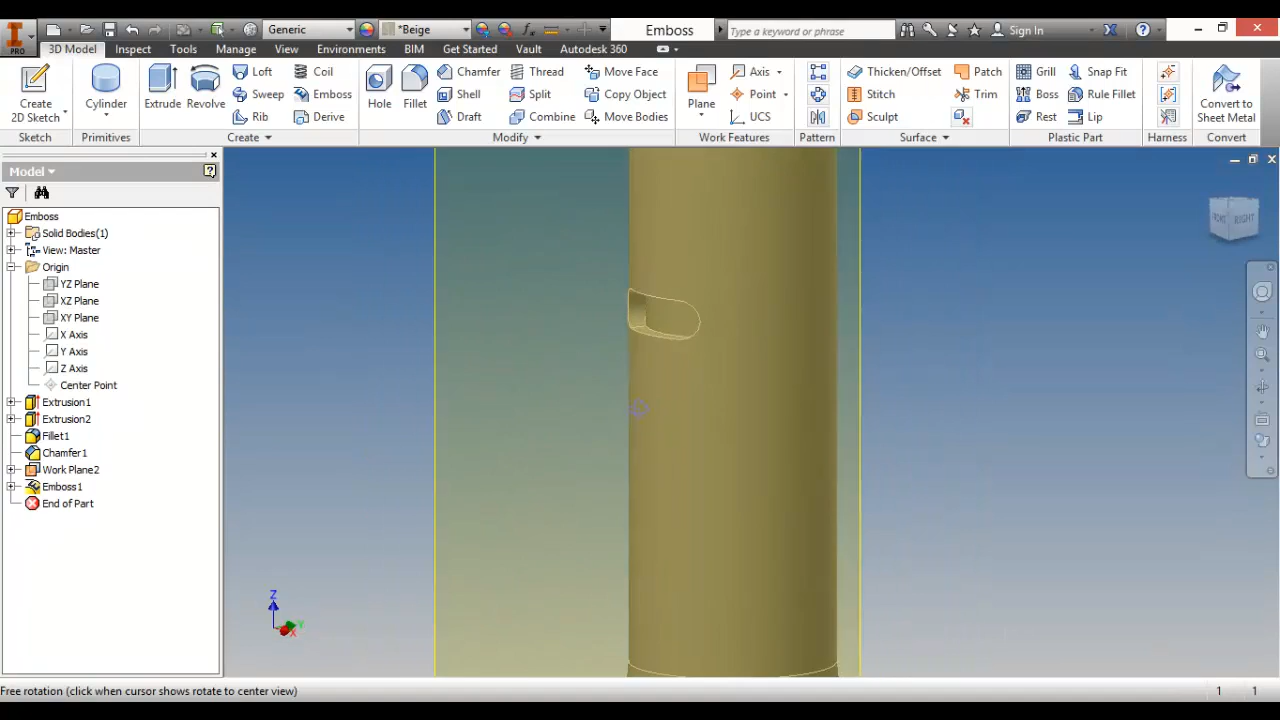 PRO
Generic
*Beige
Emboss
Type a keyword or phrase
Sign In
3D Model Inspect Tools Manage View Environments BIM Get Started Vault Autodesk 360
Create
2D Sketch
Cylinder
Extrude
Revolve
Loft
Sweep
Rib
Coil
Emboss
Derive
Hole
Fillet
Chamfer
Shell
Draft
Thread
Split
Combine
Move Face
Copy Object
Move Bodies
Plane
Axis
Point
UCS
Thicken/Offset
Stitch
Sculpt
Patch
Trim
Grill
Boss
Rest
Snap Fit
Rule Fillet
Lip
Convert to
Sheet Metal
Sketch Primitives Create Modify Work Features Pattern Surface Plastic Part Harness Convert
Model
Emboss
Solid Bodies(1)
View: Master
Origin
YZ Plane
XZ Plane
XY Plane
X Axis
Y Axis
Z Axis
Center Point
Extrusion1
Extrusion2
Fillet1
Chamfer1
Work Plane2
Emboss1
End of Part
RIGHT
Z
Y
X
Free rotation (click when cursor shows rotate to center view)
1 1